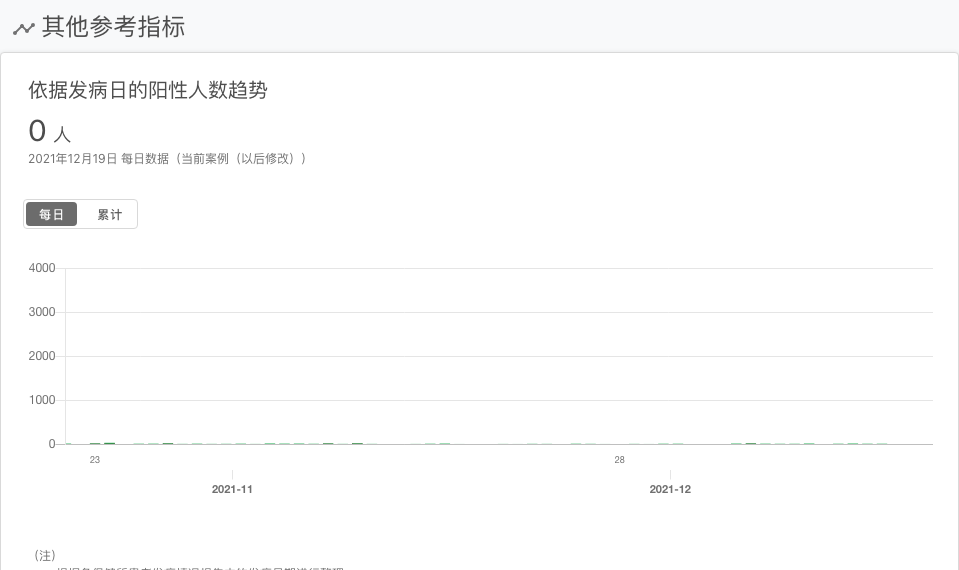 其他参考指标
依据发病日的阳性人数趋势
0 人
2021年12月19日 每日数据（当前案例（以后修改））
每日 累计
4000
3000
2000
1000
0
23 28
2021-11 2021-12
（注）